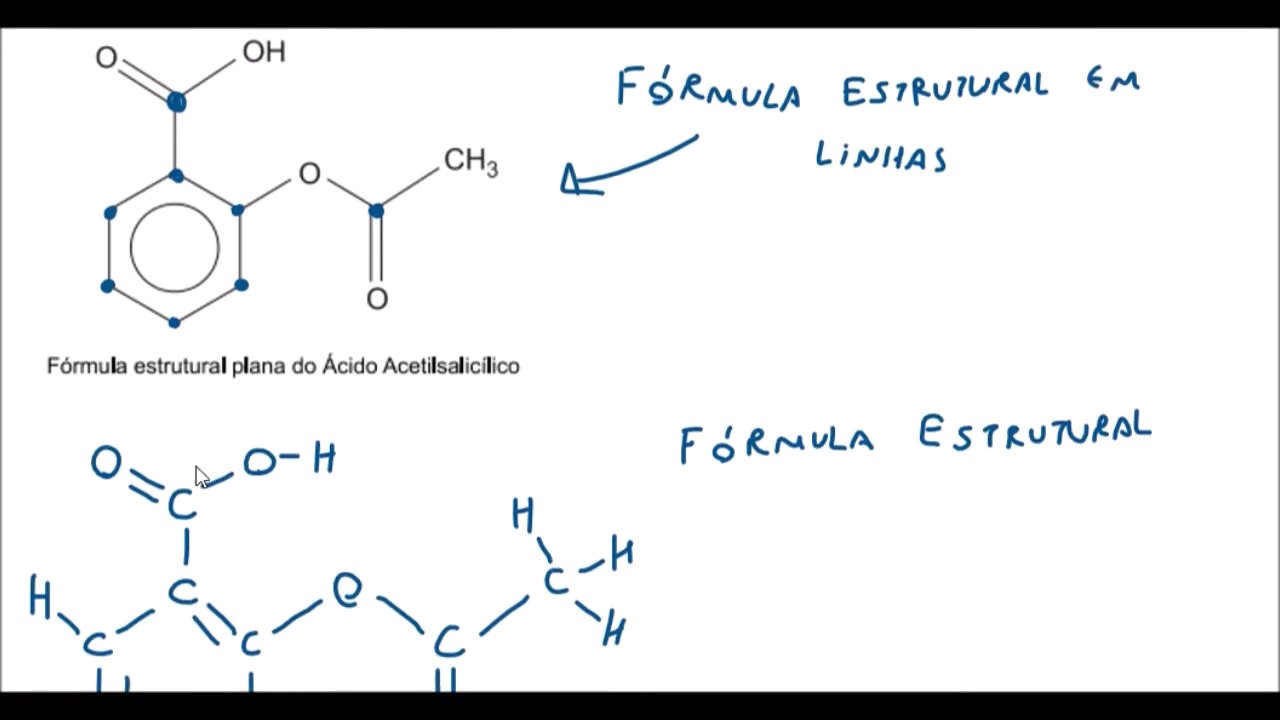 O OH
FÓRMULA ESTRUTURAL EM
LINHAS
O CH₃
O
Fórmula estrutural plana do Ácido Acetilsalicílico
FÓRMULA ESTRUTURAL
O O-H
C
H
H
C
H C O
H
C C C